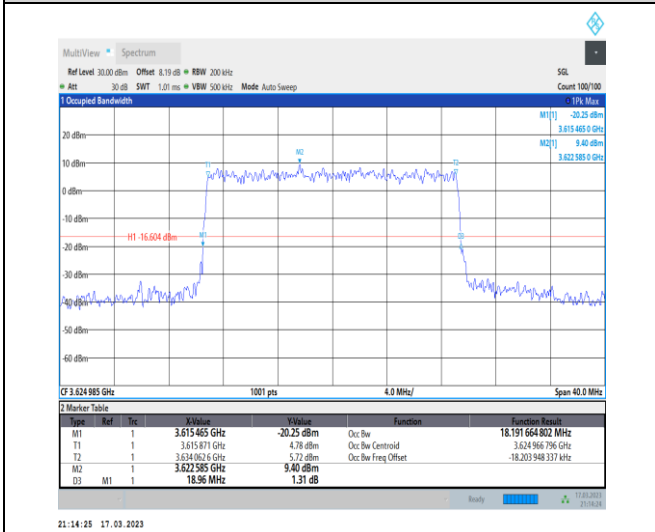 MultiView Spectrum
Ref Level 30.00 dBm Offset 8.19 dB RBW 200 kHz SGL
Att 30 dB SWT 1.01 ms VBW 500 kHz Mode Auto Sweep Count 100/100
1 Occupied Bandwidth 1Pk Max
M1[1] -20.25 dBm
3.615 465 0 GHz
M2[1] 9.40 dBm
3.622 585 0 GHz
20 dBm
M2
10 dBm
T1 T2
0 dBm
-10 dBm
H1 -16.604 dBm M1 D3
-20 dBm
-30 dBm
-40 dBm
-50 dBm
-60 dBm
CF 3.624 985 GHz 1001 pts 4.0 MHz/ Span 40.0 MHz
2 Marker Table
Type Ref Trc X-Value Y-Value Function Function Result
M1 1 3.615 465 GHz -20.25 dBm Occ Bw 18.191 664 802 MHz
T1 1 3.615 871 GHz 4.78 dBm Occ Bw Centroid 3.624 966 796 GHz
T2 1 3.634 062 6 GHz 5.72 dBm Occ Bw Freq Offset -18.203 948 337 kHz
M2 1 3.622 585 GHz 9.40 dBm
D3 M1 1 18.96 MHz 1.31 dB
Ready 17.03.2023
21:14:24
21:14:25 17.03.2023